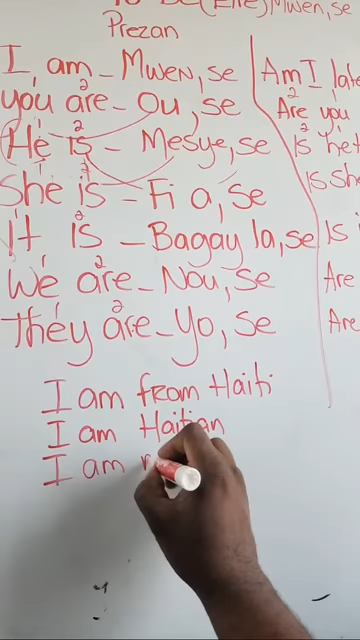 Be(Etre) Mwen, se
Prezan
I, am - Mwen, se
you are - Ou, se
He is - Mesye, se
She is - Fi a, se
It is - Bagay la, se
We are - Nou, se
They are - Yo, se
I am from Haiti
I am Haitian
I am
Am I late
Are you
Is he
Is she
Is
Are
Are